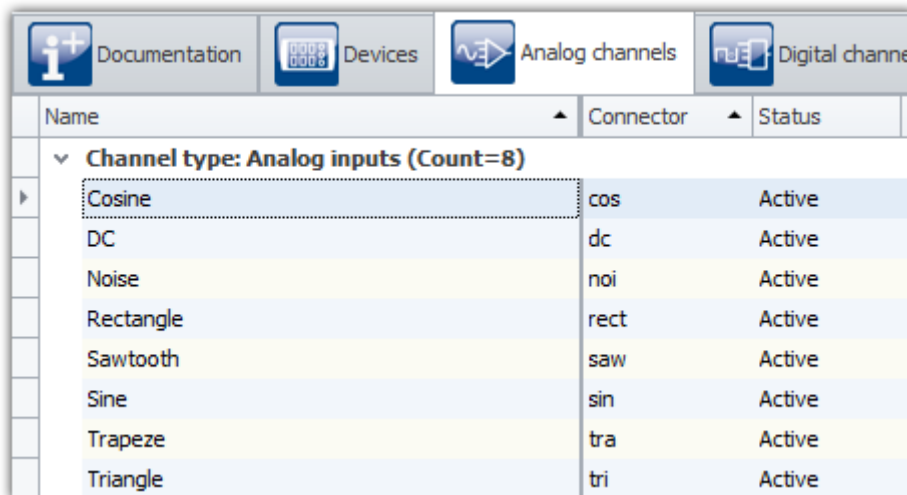 Documentation Devices Analog channels Digital channe
Name Connector Status
Channel type: Analog inputs (Count=8)
Cosine cos Active
DC dc Active
Noise noi Active
Rectangle rect Active
Sawtooth saw Active
Sine sin Active
Trapeze tra Active
Triangle tri Active